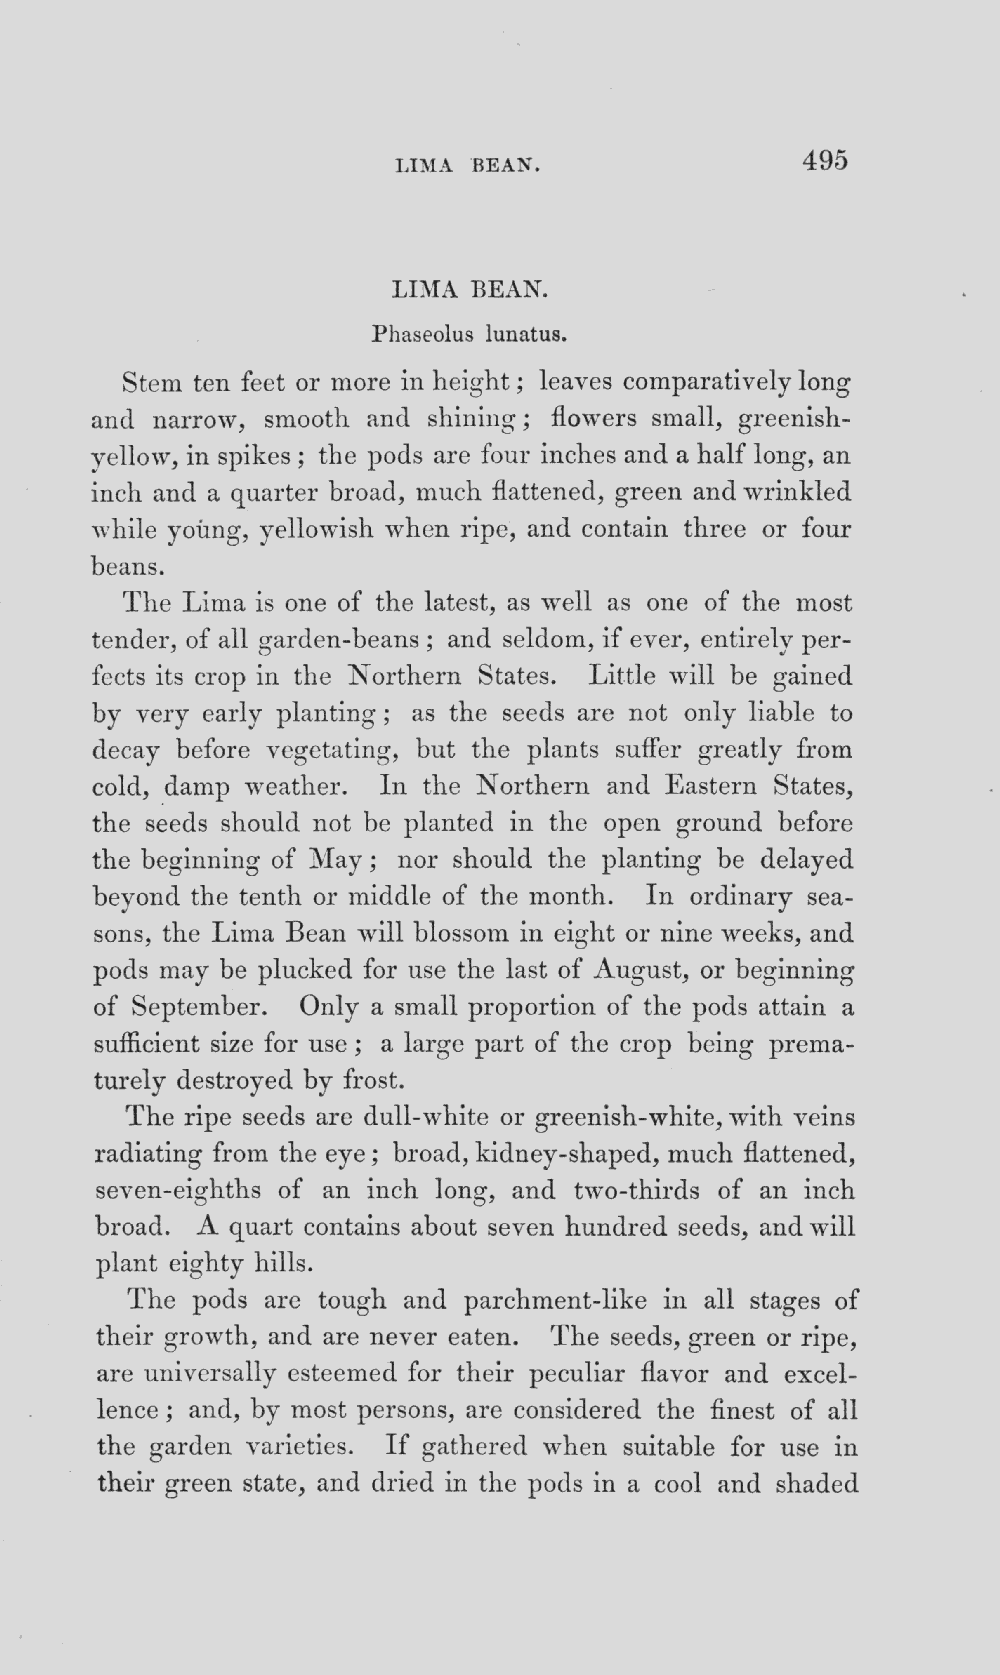 LIMA BEAN. 495
LIMA BEAN.
Phaseolus lunatus.
Stem ten feet or more in height; leaves comparatively long
and narrow, smooth and shining; flowers small, greenish-
yellow, in spikes; the pods are four inches and a half long, an
inch and a quarter broad, much flattened, green and wrinkled
while young, yellowish when ripe, and contain three or four
beans.
The Lima is one of the latest, as well as one of the most
tender, of all garden-beans; and seldom, if ever, entirely per-
fects its crop in the Northern States. Little will be gained
by very early planting; as the seeds are not only liable to
decay before vegetating, but the plants suffer greatly from
cold, damp weather. In the Northern and Eastern States,
the seeds should not be planted in the open ground before
the beginning of May; nor should the planting be delayed
beyond the tenth or middle of the month. In ordinary sea-
sons, the Lima Bean will blossom in eight or nine weeks, and
pods may be plucked for use the last of August, or beginning
of September. Only a small proportion of the pods attain a
sufficient size for use; a large part of the crop being prema-
turely destroyed by frost.
The ripe seeds are dull-white or greenish-white, with veins
radiating from the eye; broad, kidney-shaped, much flattened,
seven-eighths of an inch long, and two-thirds of an inch
broad. A quart contains about seven hundred seeds, and will
plant eighty hills.
The pods are tough and parchment-like in all stages of
their growth, and are never eaten. The seeds, green or ripe,
are universally esteemed for their peculiar flavor and excel-
lence; and, by most persons, are considered the finest of all
the garden varieties. If gathered when suitable for use in
their green state, and dried in the pods in a cool and shaded